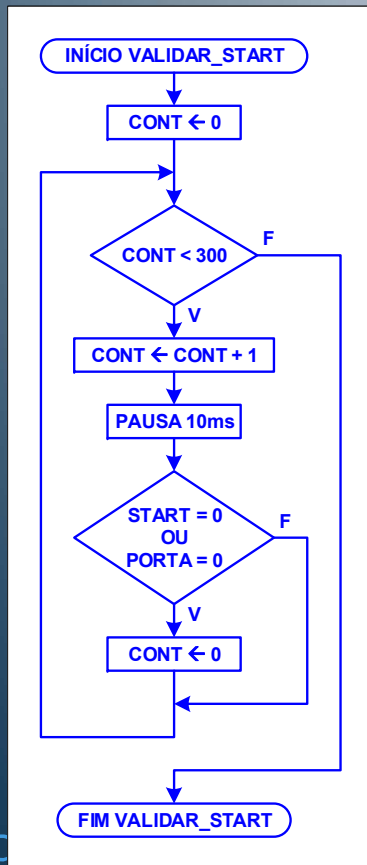 INÍCIO VALIDAR_START
CONT ← 0
CONT < 300
F
V
CONT ← CONT + 1
PAUSA 10ms
START = 0
OU
PORTA = 0
F
V
CONT ← 0
FIM VALIDAR_START